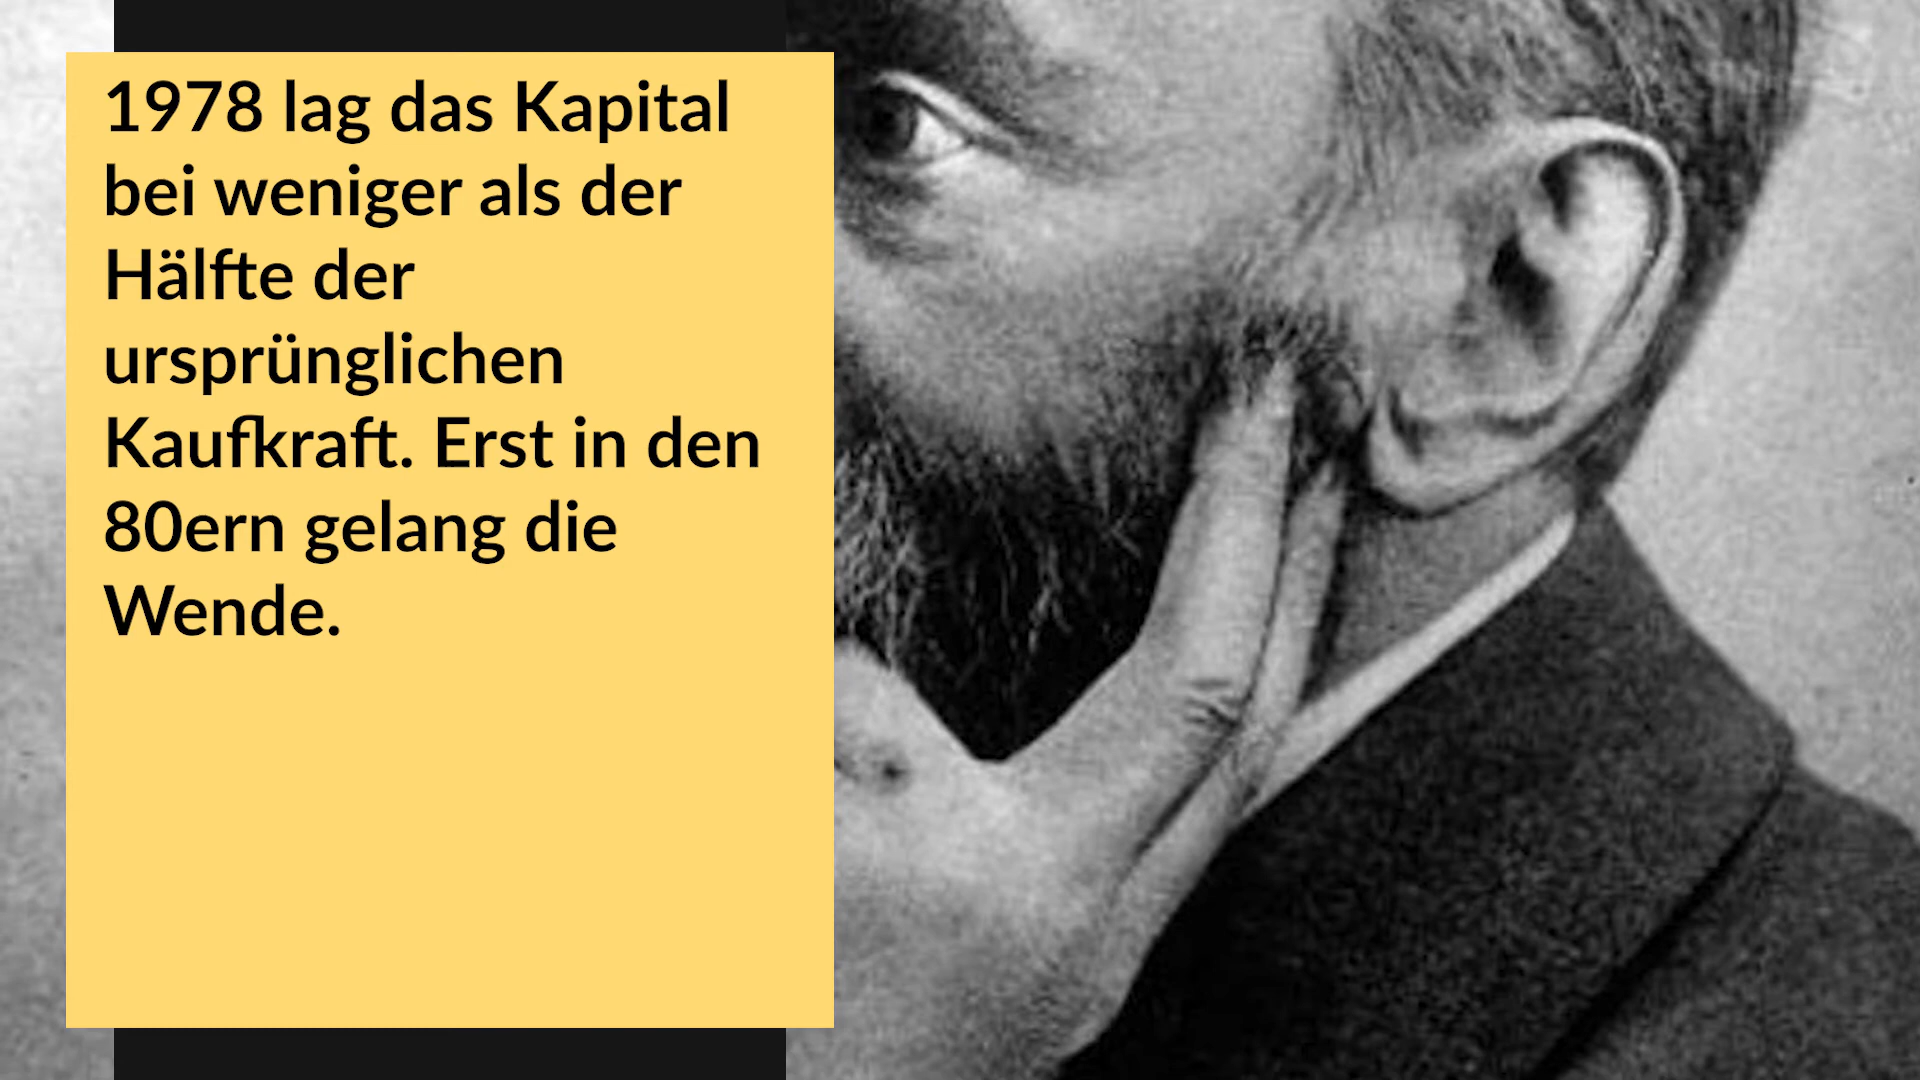 1978 lag das Kapital
bei weniger als der
Hälfte der
ursprünglichen
Kaufkraft. Erst in den
80ern gelang die
Wende.